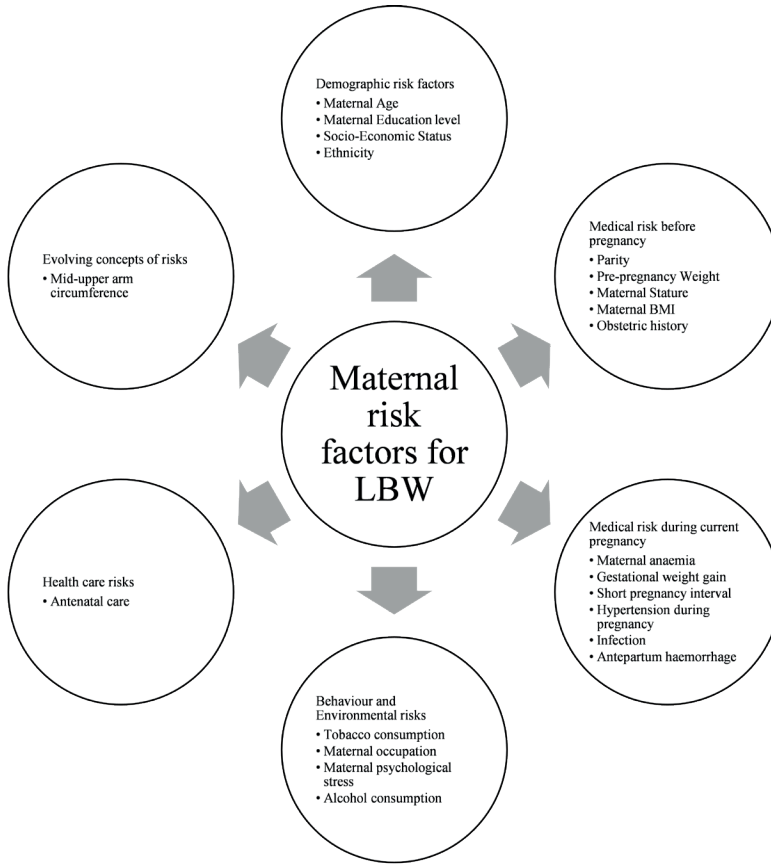 Demographic risk factors
• Maternal Age
• Maternal Education level
• Socio-Economic Status
• Ethnicity
Medical risk before
pregnancy
• Parity
• Pre-pregnancy Weight
• Maternal Stature
• Maternal BMI
• Obstetric history
Medical risk during current
pregnancy
• Maternal anaemia
• Gestational weight gain
• Short pregnancy interval
• Hypertension during
pregnancy
• Infection
• Antepartum haemorrhage
Behaviour and
Environmental risks
• Tobacco consumption
• Maternal occupation
• Maternal psychological
stress
• Alcohol consumption
Health care risks
• Antenatal care
Evolving concepts of risks
• Mid-upper arm
circumference
Maternal
risk
factors for
LBW